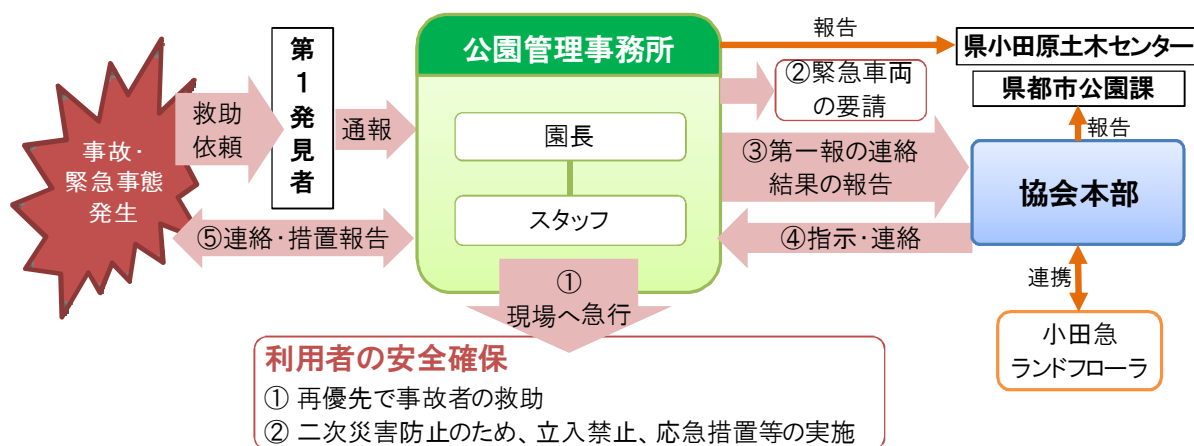 事故・
緊急事態
発生
救助
依頼
第1発見者
通報
公園管理事務所
園長
スタッフ
報告
県小田原土木センター
②緊急車両
の要請
県都市公園課
報告
③第一報の連絡
結果の報告
協会本部
④指示・連絡
⑤連絡・措置報告
連携
小田急
ランドフローラ
①
現場へ急行
利用者の安全確保
① 再優先で事故者の救助
② 二次災害防止のため、立入禁止、応急措置等の実施